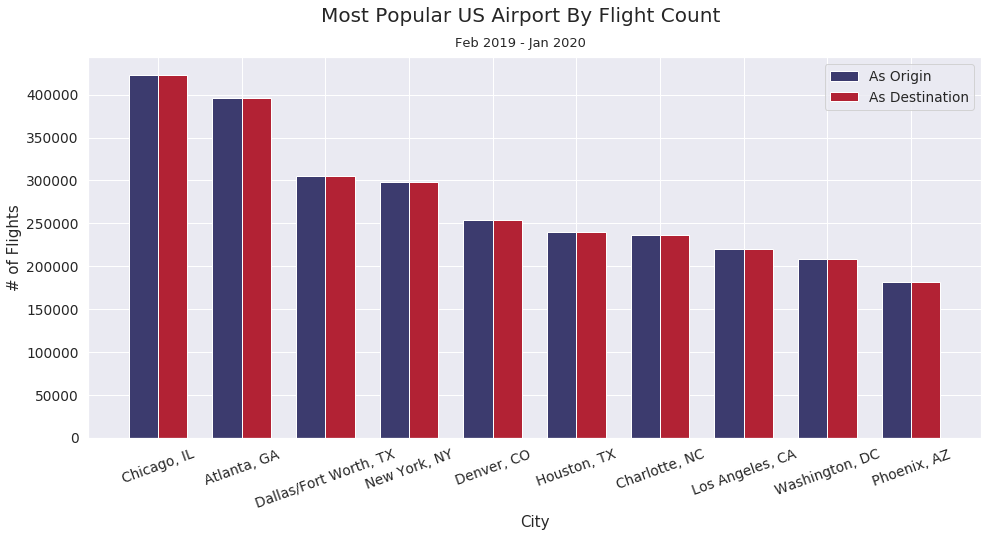 Most Popular US Airport By Flight Count
Feb 2019 - Jan 2020
As Origin
As Destination
# of Flights
400000
350000
300000
250000
200000
150000
100000
50000
0
Chicago, IL
Atlanta, GA
Dallas/Fort Worth, TX
New York, NY
Denver, CO
Houston, TX
Charlotte, NC
Los Angeles, CA
Washington, DC
Phoenix, AZ
City